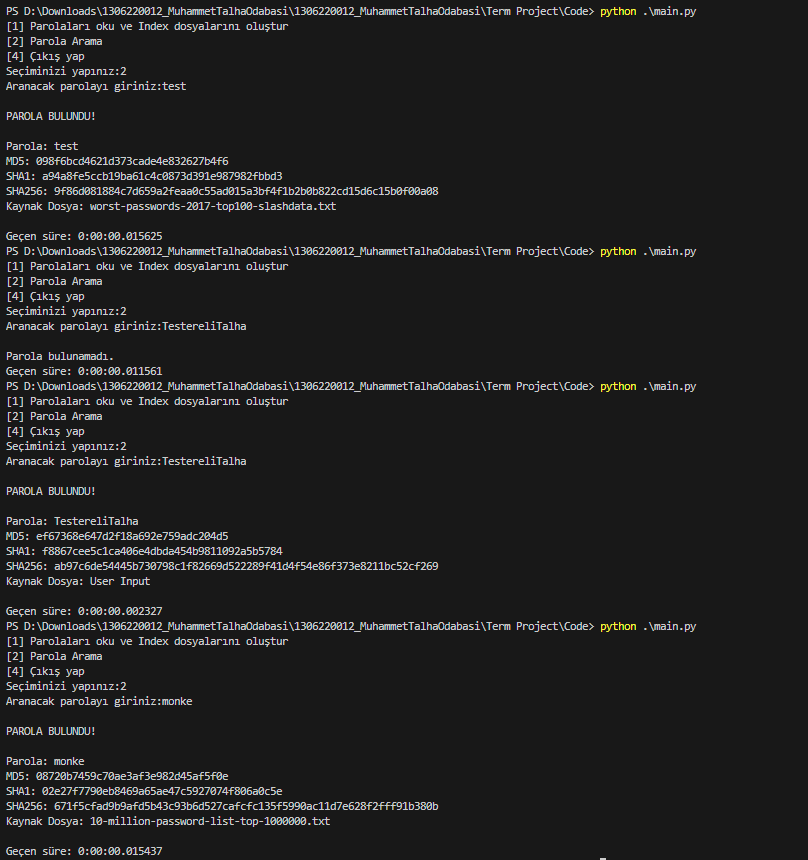 PS D:\Downloads\1306220012_MuhammetTalhaOdabasi\1306220012_MuhammetTalhaOdabasi\Term Project\Code> python .\main.py
[1] Parolaları oku ve Index dosyalarını oluştur
[2] Parola Arama
[4] Çıkış yap
Seçiminizi yapınız:2
Aranacak parolayı giriniz:test
PAROLA BULUNDU!
Parola: test
MD5: 098f6bcd4621d373cade4e832627b4f6
SHA1: a94a8fe5ccb19ba61c4c0873d391e987982fbbd3
SHA256: 9f86d081884c7d659a2feaa0c55ad015a3bf4f1b2b0b822cd15d6c15b0f00a08
Kaynak Dosya: worst-passwords-2017-top100-slashdata.txt
Geçen süre: 0:00:00.015625
PS D:\Downloads\1306220012_MuhammetTalhaOdabasi\1306220012_MuhammetTalhaOdabasi\Term Project\Code> python .\main.py
[1] Parolaları oku ve Index dosyalarını oluştur
[2] Parola Arama
[4] Çıkış yap
Seçiminizi yapınız:2
Aranacak parolayı giriniz:TestereliTalha
Parola bulunamadı.
Geçen süre: 0:00:00.011561
PS D:\Downloads\1306220012_MuhammetTalhaOdabasi\1306220012_MuhammetTalhaOdabasi\Term Project\Code> python .\main.py
[1] Parolaları oku ve Index dosyalarını oluştur
[2] Parola Arama
[4] Çıkış yap
Seçiminizi yapınız:2
Aranacak parolayı giriniz:TestereliTalha
PAROLA BULUNDU!
Parola: TestereliTalha
MD5: ef67368e647d2f18a692e759adc204d5
SHA1: f8867cee5c1ca406e4dbda454b9811092a5b5784
SHA256: ab97c6de54445b730798c1f82669d522289f41d4f54e86f373e8211bc52cf269
Kaynak Dosya: User Input
Geçen süre: 0:00:00.002327
PS D:\Downloads\1306220012_MuhammetTalhaOdabasi\1306220012_MuhammetTalhaOdabasi\Term Project\Code> python .\main.py
[1] Parolaları oku ve Index dosyalarını oluştur
[2] Parola Arama
[4] Çıkış yap
Seçiminizi yapınız:2
Aranacak parolayı giriniz:monke
PAROLA BULUNDU!
Parola: monke
MD5: 08720b7459c70ae3af3e982d45af5f0e
SHA1: 02e27f7790eb8469a65ae47c5927074f806a0c5e
SHA256: 671f5cfad9b9afd5b43c93b6d527cafcfc135f5990ac11d7e628f2fff91b380b
Kaynak Dosya: 10-million-password-list-top-1000000.txt
Geçen süre: 0:00:00.015437